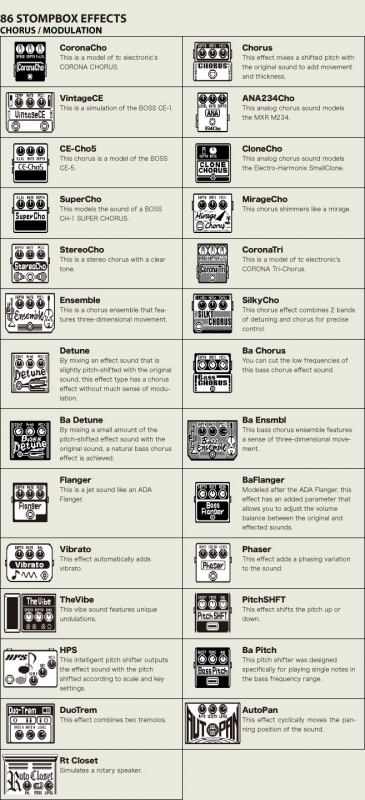 86 STOMPBOX EFFECTS
CHORUS / MODULATION
CoronaCho
This is a model of tc electronic's
CORONA CHORUS.
Chorus
This effect mixes a shifted pitch with
the original sound to add movement
and thickness.
VintageCE
This is a simulation of the BOSS CE-1.
ANA234Cho
This analog chorus sound models
the MXR M234.
CE-Cho5
This chorus is a model of the BOSS
CE-5.
CloneCho
This analog chorus sound models
the Electro-Harmonix SmallClone.
SuperCho
This models the sound of a BOSS
CH-1 SUPER CHORUS.
MirageCho
This chorus shimmers like a mirage.
StereoCho
This is a stereo chorus with a clear
tone.
CoronaTri
This is a model of tc electronic's
CORONA Tri-Chorus.
Ensemble
This is a chorus ensemble that fea-
tures three-dimensional movement.
SilkyCho
This chorus effect combines 2 bands
of detuning and chorus for precise
control.
Detune
By mixing an effect sound that is
slightly pitch-shifted with the original
sound, this effect type has a chorus
effect without much sense of modu-
lation.
Ba Chorus
You can cut the low frequencies of
this bass chorus effect sound.
Ba Detune
By mixing a small amount of the
pitch-shifted effect sound with the
original sound, a natural bass chorus
effect is achieved.
Ba Ensmbl
This bass chorus ensemble features
a sense of three-dimensional move-
ment.
Flanger
This is a jet sound like an ADA
Flanger.
BaFlanger
Modeled after the ADA Flanger, this
effect has an added parameter that
allows you to adjust the volume
balance between the original and
effected sounds.
Vibrato
This effect automatically adds
vibrato.
Phaser
This effect adds a phasing variation
to the sound.
TheVibe
This vibe sound features unique
undulations.
PitchSHFT
This effect shifts the pitch up or
down.
HPS
This intelligent pitch shifter outputs
the effect sound with the pitch
shifted according to scale and key
settings.
Ba Pitch
This pitch shifter was designed
specifically for playing single notes in
the bass frequency range.
DuoTrem
This effect combines two tremolos.
AutoPan
This effect cyclically moves the pan-
ning position of the sound.
Rt Closet
Simulates a rotary speaker.